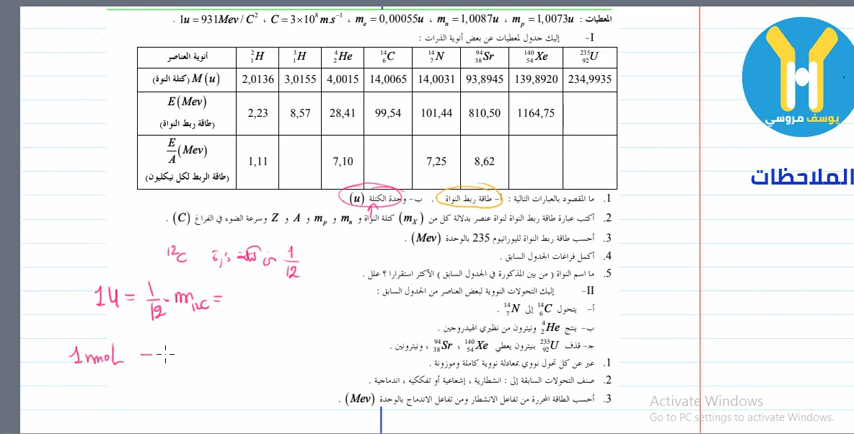 المعطيات : 1u = 931Mev / C² ، C = 3×10⁸ m.s⁻¹ ، mₑ = 0,00055u ، mₙ = 1,0087u ، mₚ = 1,0073u .
I- إليك جدول لمعطيات عن بعض أنوية الذرات :
أنوية العناصر | ²₁H | ³₁H | ⁴₂He | ¹⁴₆C | ¹⁴₇N | ⁹⁴₃₈Sr | ¹⁴⁰₅₄Xe | ²³⁵₉₂U
M (u) (كتلة النواة) | 2,0136 | 3,0155 | 4,0015 | 14,0065 | 14,0031 | 93,8945 | 139,8920 | 234,9935
E (Mev) (طاقة ربط النواة) | 2,23 | 8,57 | 28,41 | 99,54 | 101,44 | 810,50 | 1164,75
E/A (Mev) (طاقة الربط لكل نيكليون) | 1,11 | 7,10 | 7,25 | 8,62
1. ما المقصود بالعبارات التالية : أ- طاقة ربط النواة . ب- وحدة الكتلة (u)
2. أكتب عبارة طاقة ربط النواة لنواة عنصر بدلالة كل من (mₓ) كتلة النواة و mₙ و mₚ و A و Z و سرعة الضوء في الفراغ (C) .
3. أحسب طاقة ربط النواة لليورانيوم 235 بالوحدة (Mev) .
4. أكمل فراغات الجدول السابق .
5. ما اسم النواة ( من بين المذكورة في الجدول السابق ) الأكثر استقرارا ؟ علل .
II- إليك التحولات النووية لبعض العناصر من الجدول السابق :
أ- يتحول ¹⁴₆C إلى ¹⁴₇N .
ب- ينتج ⁴₂He ونيترون من نظيري الهيدروجين .
جـ- قذف ²³⁵₉₂U بنيترون يعطي ¹⁴⁰₅₄Xe ، ⁹⁴₃₈Sr ونيترونين .
1. عبر عن كل تحول نووي بمعادلة نووية كاملة وموزونة .
2. صنف التحولات السابقة إلى : انشطارية ، إشعاعية أو تفككيه ، اندماجية .
3. أحسب الطاقة المحررة من تفاعل الانشطار ومن تفاعل الاندماج بالوحدة (Mev) .
1/12 من كتلة ذرة ¹²C
1u = 1/12 . m₁₂C =
1mol –
يوسف مروسي
الملاحظات
Activate Windows
Go to PC settings to activate Windows.